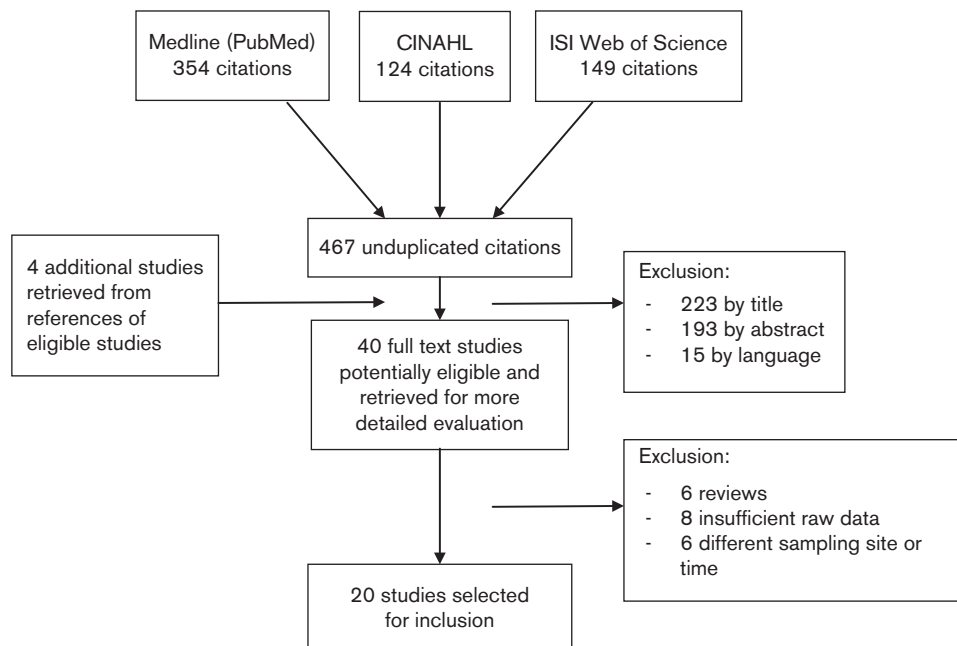 Medline (PubMed)
354 citations
CINAHL
124 citations
ISI Web of Science
149 citations
467 unduplicated citations
4 additional studies
retrieved from
references of
eligible studies
Exclusion:
- 223 by title
- 193 by abstract
- 15 by language
40 full text studies
potentially eligible and
retrieved for more
detailed evaluation
Exclusion:
- 6 reviews
- 8 insufficient raw data
- 6 different sampling site or
time
20 studies selected
for inclusion